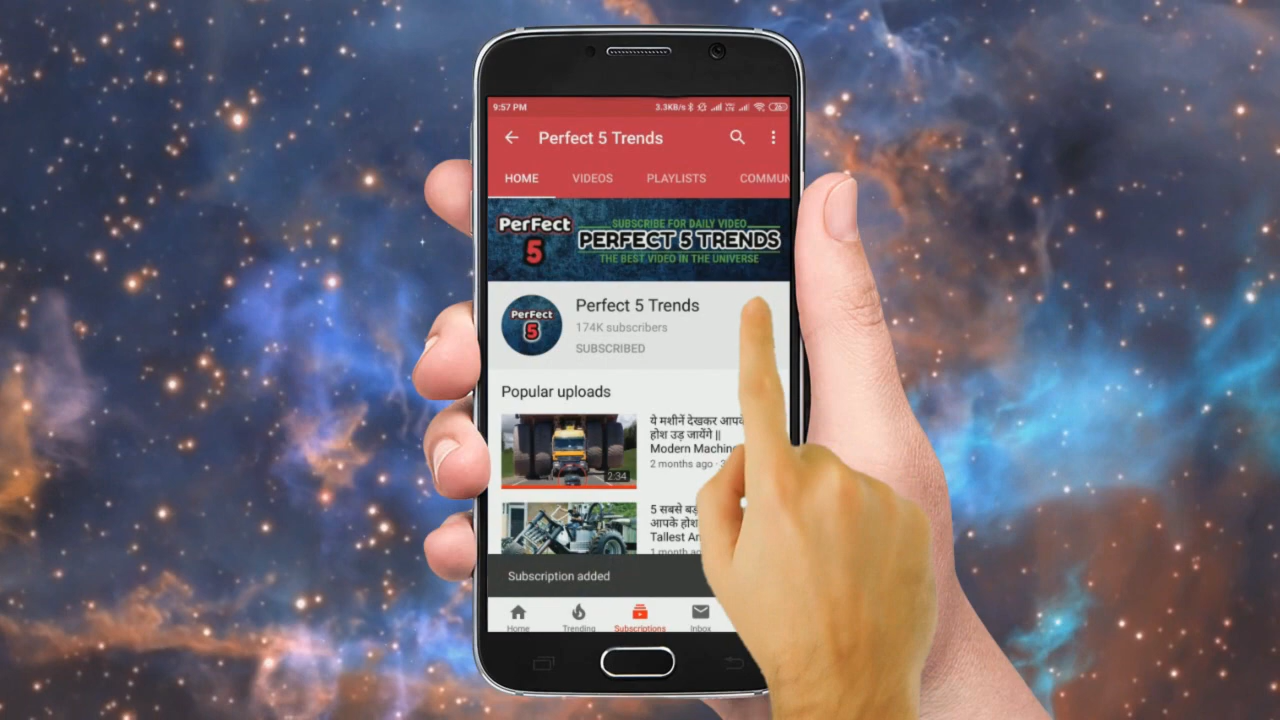 9:57 PM
3.3KB/s
Perfect 5 Trends
HOME VIDEOS PLAYLISTS COMMUN
PerFect
5
SUBSCRIBE FOR DAILY VIDEO
PERFECT 5 TRENDS
THE BEST VIDEO IN THE UNIVERSE
PerFect
5
Perfect 5 Trends
174K subscribers
SUBSCRIBED
Popular uploads
2:34
ये मशीनें देखकर आपके
होश उड़ जायेंगे ||
Modern Machin
2 months ago
5 सबसे बड़
आपके होश
Tallest An
1 month ag
Subscription added
Home Trending Subscriptions Inbox